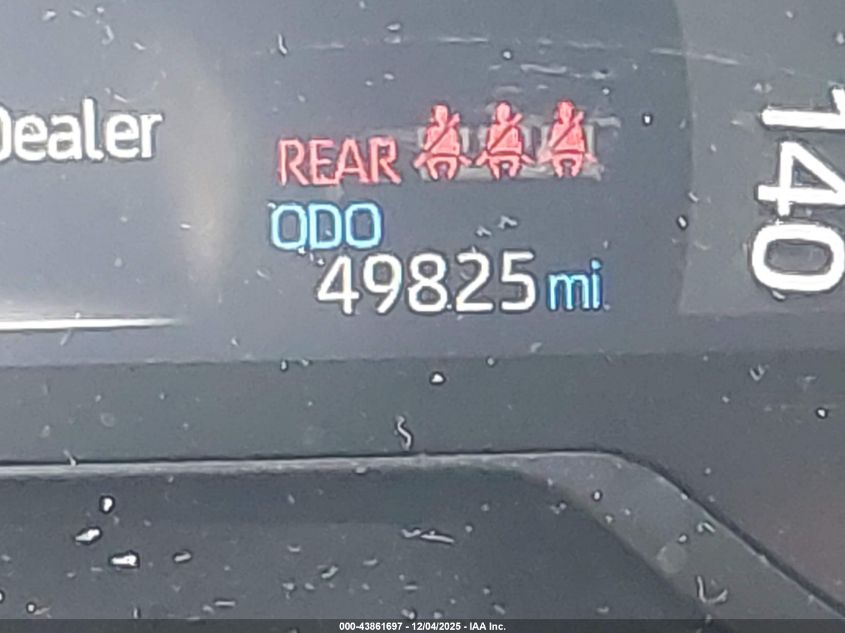 Dealer
REAR
ODO
49825 mi
140
000-43861697 - 12/04/2025 - IAA Inc.